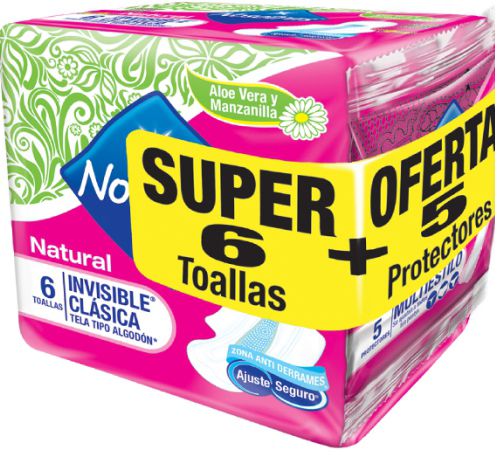 Aloe Vera y
Manzanilla
No
SUPER
6
Toallas
+
OFERTA
5
Protectores
Natural
6
TOALLAS
INVISIBLE®
CLÁSICA
TELA TIPO ALGODÓN*
ZONA ANTI DERRAMES
Ajuste Seguro
MULTIESTILO
5
PROTECTORES